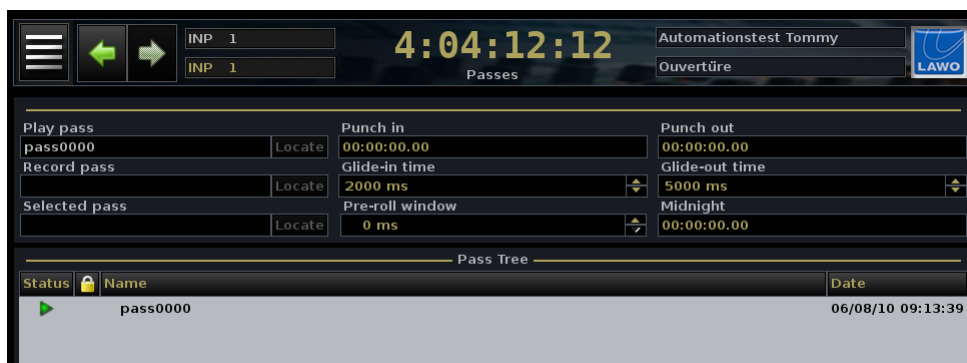 INP 1
4:04:12:12
Automationstest Tommy
INP 1
Passes
Ouvertüre
LAWO
Play pass
Punch in
Punch out
pass0000
Locate
00:00:00.00
00:00:00.00
Record pass
Glide-in time
Glide-out time
Locate
2000 ms
5000 ms
Selected pass
Pre-roll window
Midnight
Locate
0 ms
00:00:00.00
Pass Tree
Status
Name
Date
pass0000
06/08/10 09:13:39